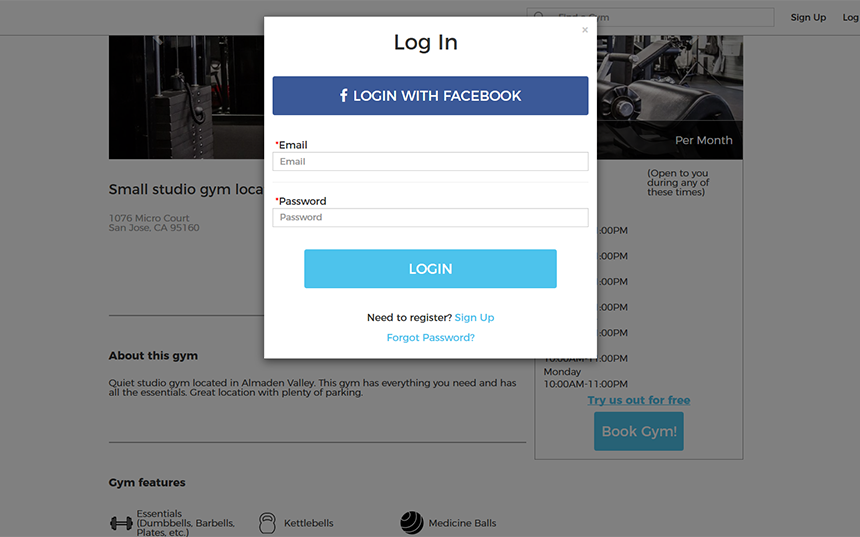 Find a Gym
Sign Up
Log
×
Log In
f LOGIN WITH FACEBOOK
*Email
Email
*Password
Password
LOGIN
Need to register? Sign Up
Forgot Password?
Per Month
Small studio gym loca
1076 Micro Court
San Jose, CA 95160
(Open to you
during any of
these times)
:00PM
:00PM
:00PM
:00PM
:00PM
10:00AM-11:00PM
Monday
10:00AM-11:00PM
Try us out for free
Book Gym!
About this gym
Quiet studio gym located in Almaden Valley. This gym has everything you need and has
all the essentials. Great location with plenty of parking.
Gym features
Essentials
(Dumbbells, Barbells,
Plates, etc.)
Kettlebells
Medicine Balls